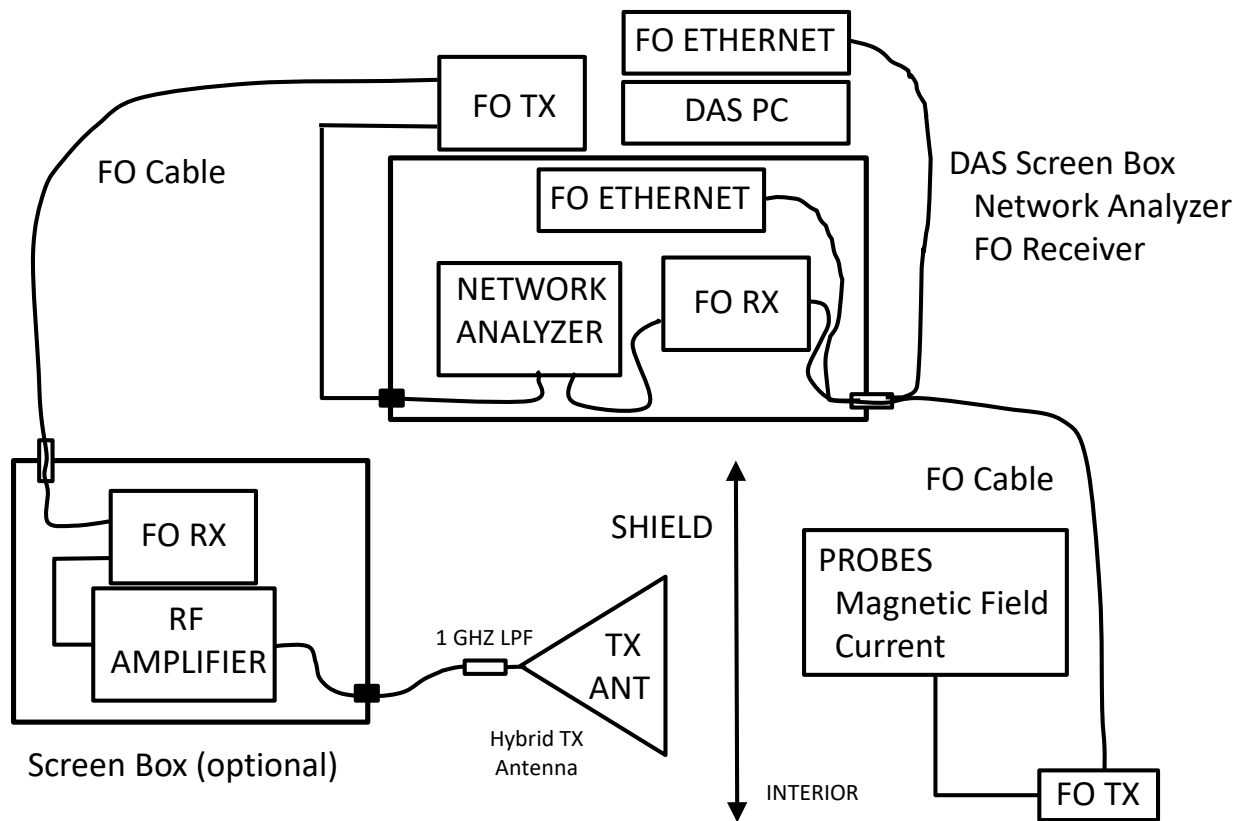 FO ETHERNET
FO TX
DAS PC
FO Cable
DAS Screen Box
Network Analyzer
FO Receiver
FO ETHERNET
NETWORK
ANALYZER
FO RX
FO Cable
SHIELD
FO RX
RF
AMPLIFIER
1 GHZ LPF
TX
ANT
Hybrid TX
Antenna
PROBES
Magnetic Field
Current
Screen Box (optional)
INTERIOR
FO TX